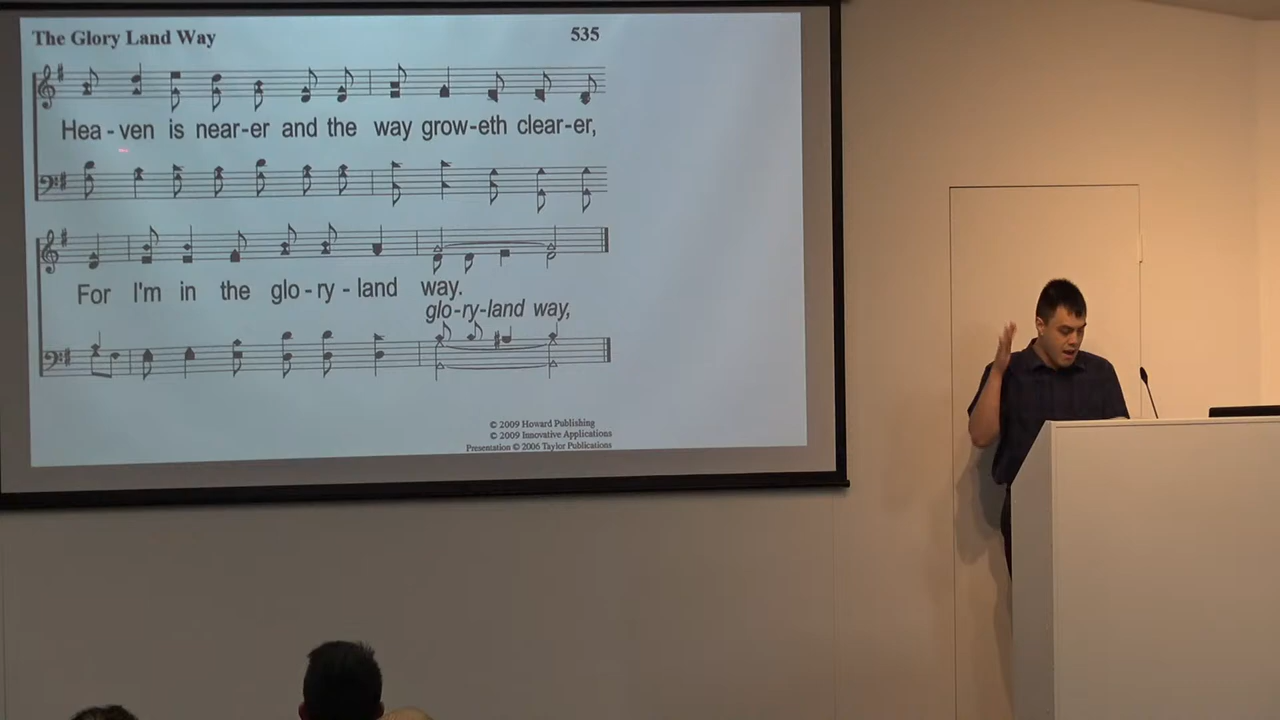 The Glory Land Way 535
Hea - ven is near-er and the way grow-eth clear-er,
For I'm in the glo - ry - land way.
glo-ry-land way,
© 2009 Howard Publishing
© 2009 Innovative Applications
Presentation © 2006 Taylor Publications